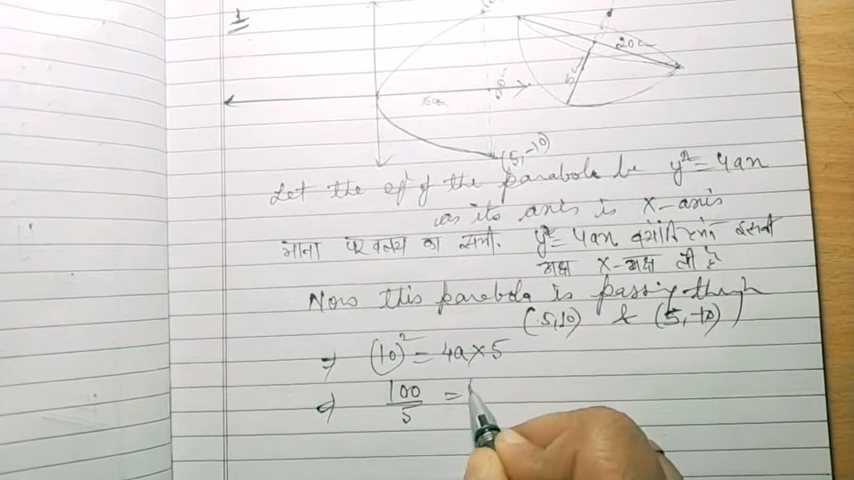 1
20cm
5cm
5cm
(5,-10)
Let the eqn of the parabola be y² = 4ax
as its axis is x-axis
माना परवलय का समी. y² = 4ax क्योंकि इसकी
अक्ष x-अक्ष ली है
Now this parabola is passing through
(5,10) & (5,-10)
⇒ (10)² = 4a×5
⇒ 100/5 =